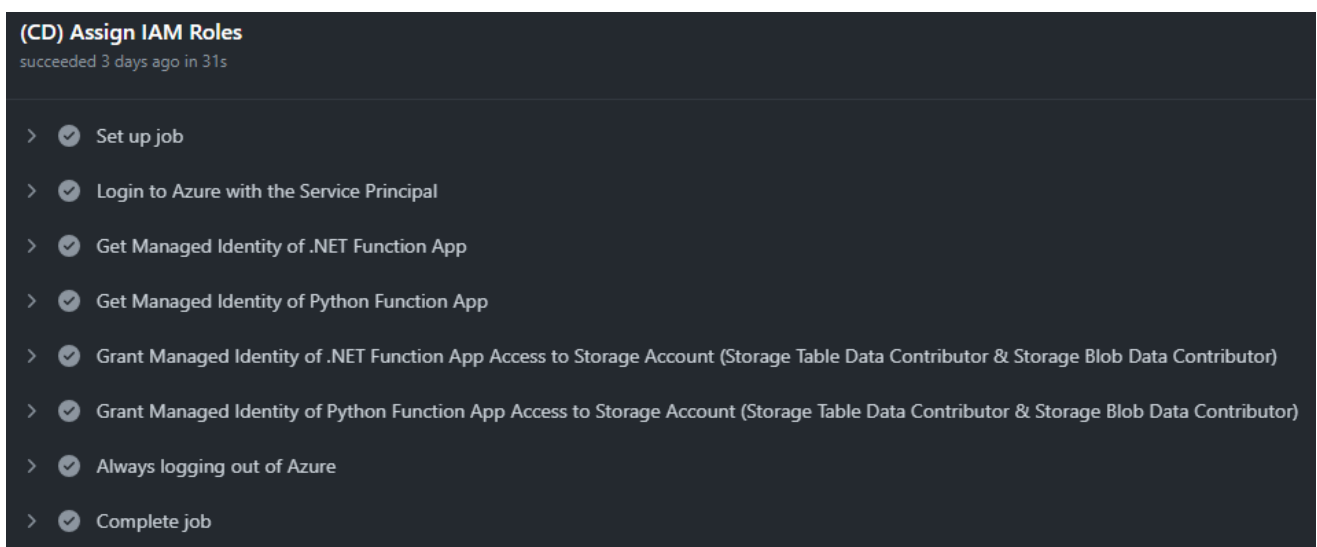 (CD) Assign IAM Roles
succeeded 3 days ago in 31s
Set up job
Login to Azure with the Service Principal
Get Managed Identity of .NET Function App
Get Managed Identity of Python Function App
Grant Managed Identity of .NET Function App Access to Storage Account (Storage Table Data Contributor & Storage Blob Data Contributor)
Grant Managed Identity of Python Function App Access to Storage Account (Storage Table Data Contributor & Storage Blob Data Contributor)
Always logging out of Azure
Complete job